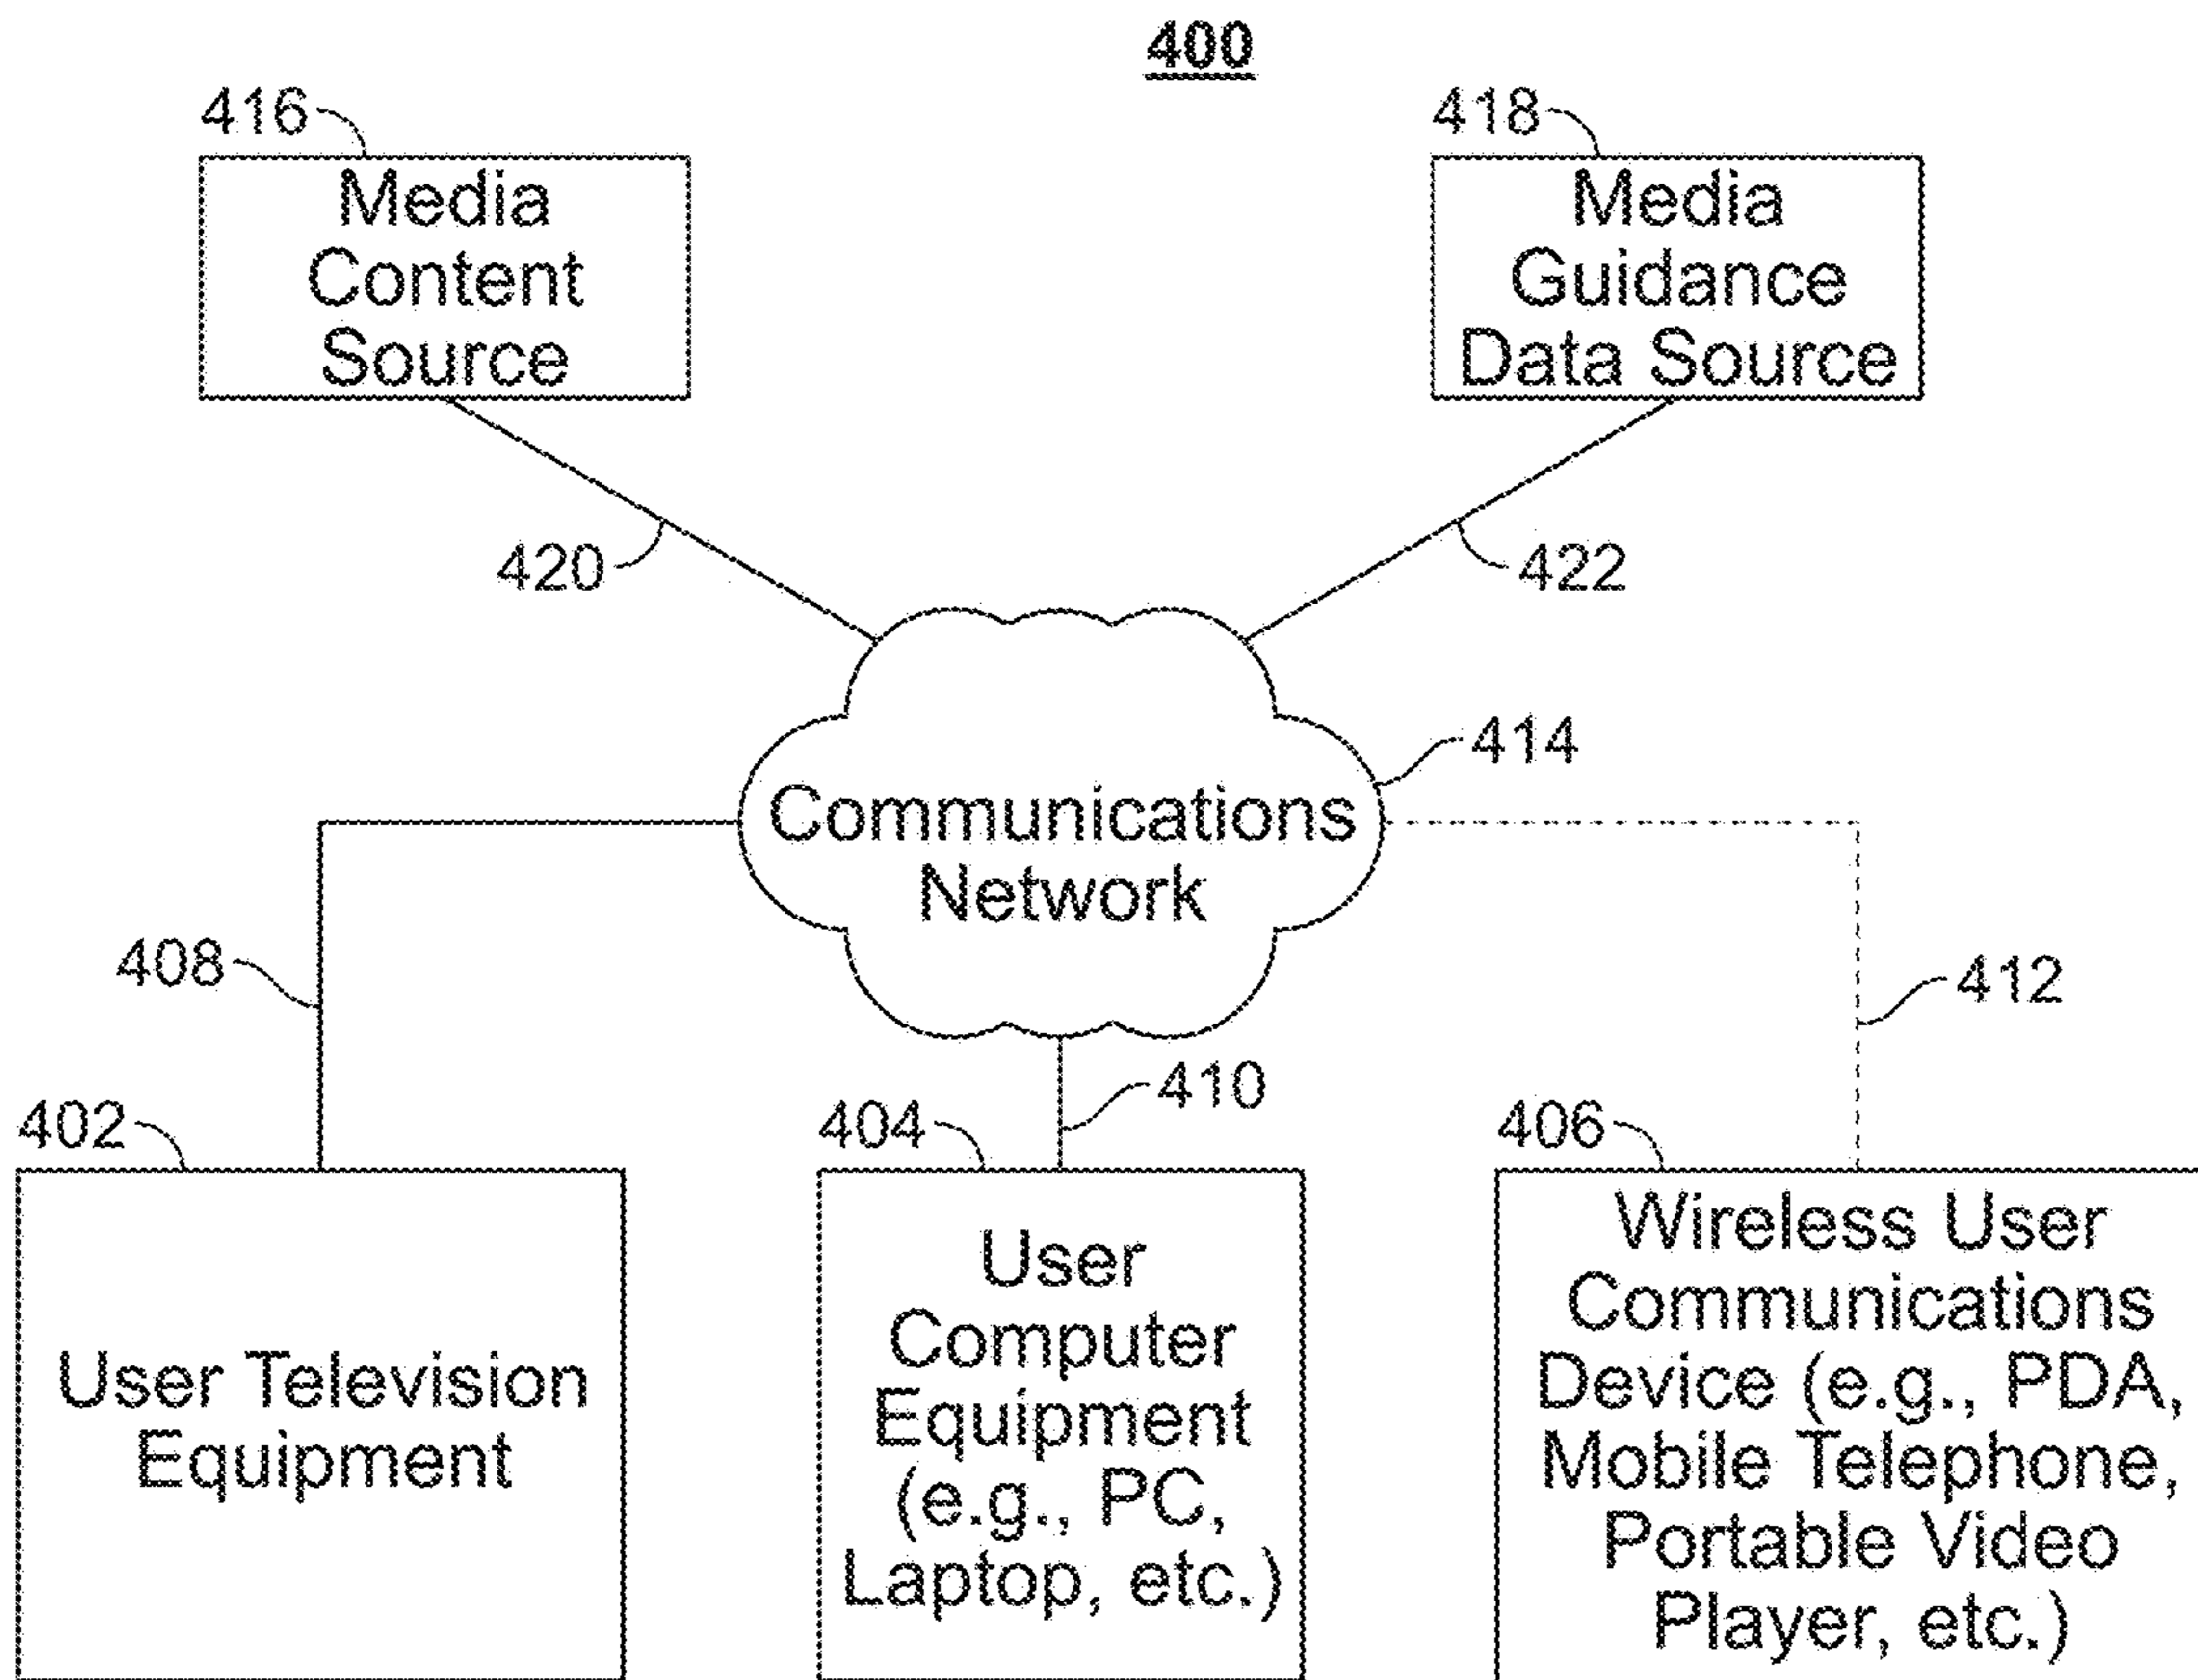 400
416
418
Media
Content
Source
Media
Guidance
Data Source
420
422
414
Communications
Network
408
412
410
402
404
406
User Television
Equipment
User
Computer
Equipment
(e.g., PC,
Laptop, etc.)
Wireless User
Communications
Device (e.g., PDA,
Mobile Telephone,
Portable Video
Player, etc.)